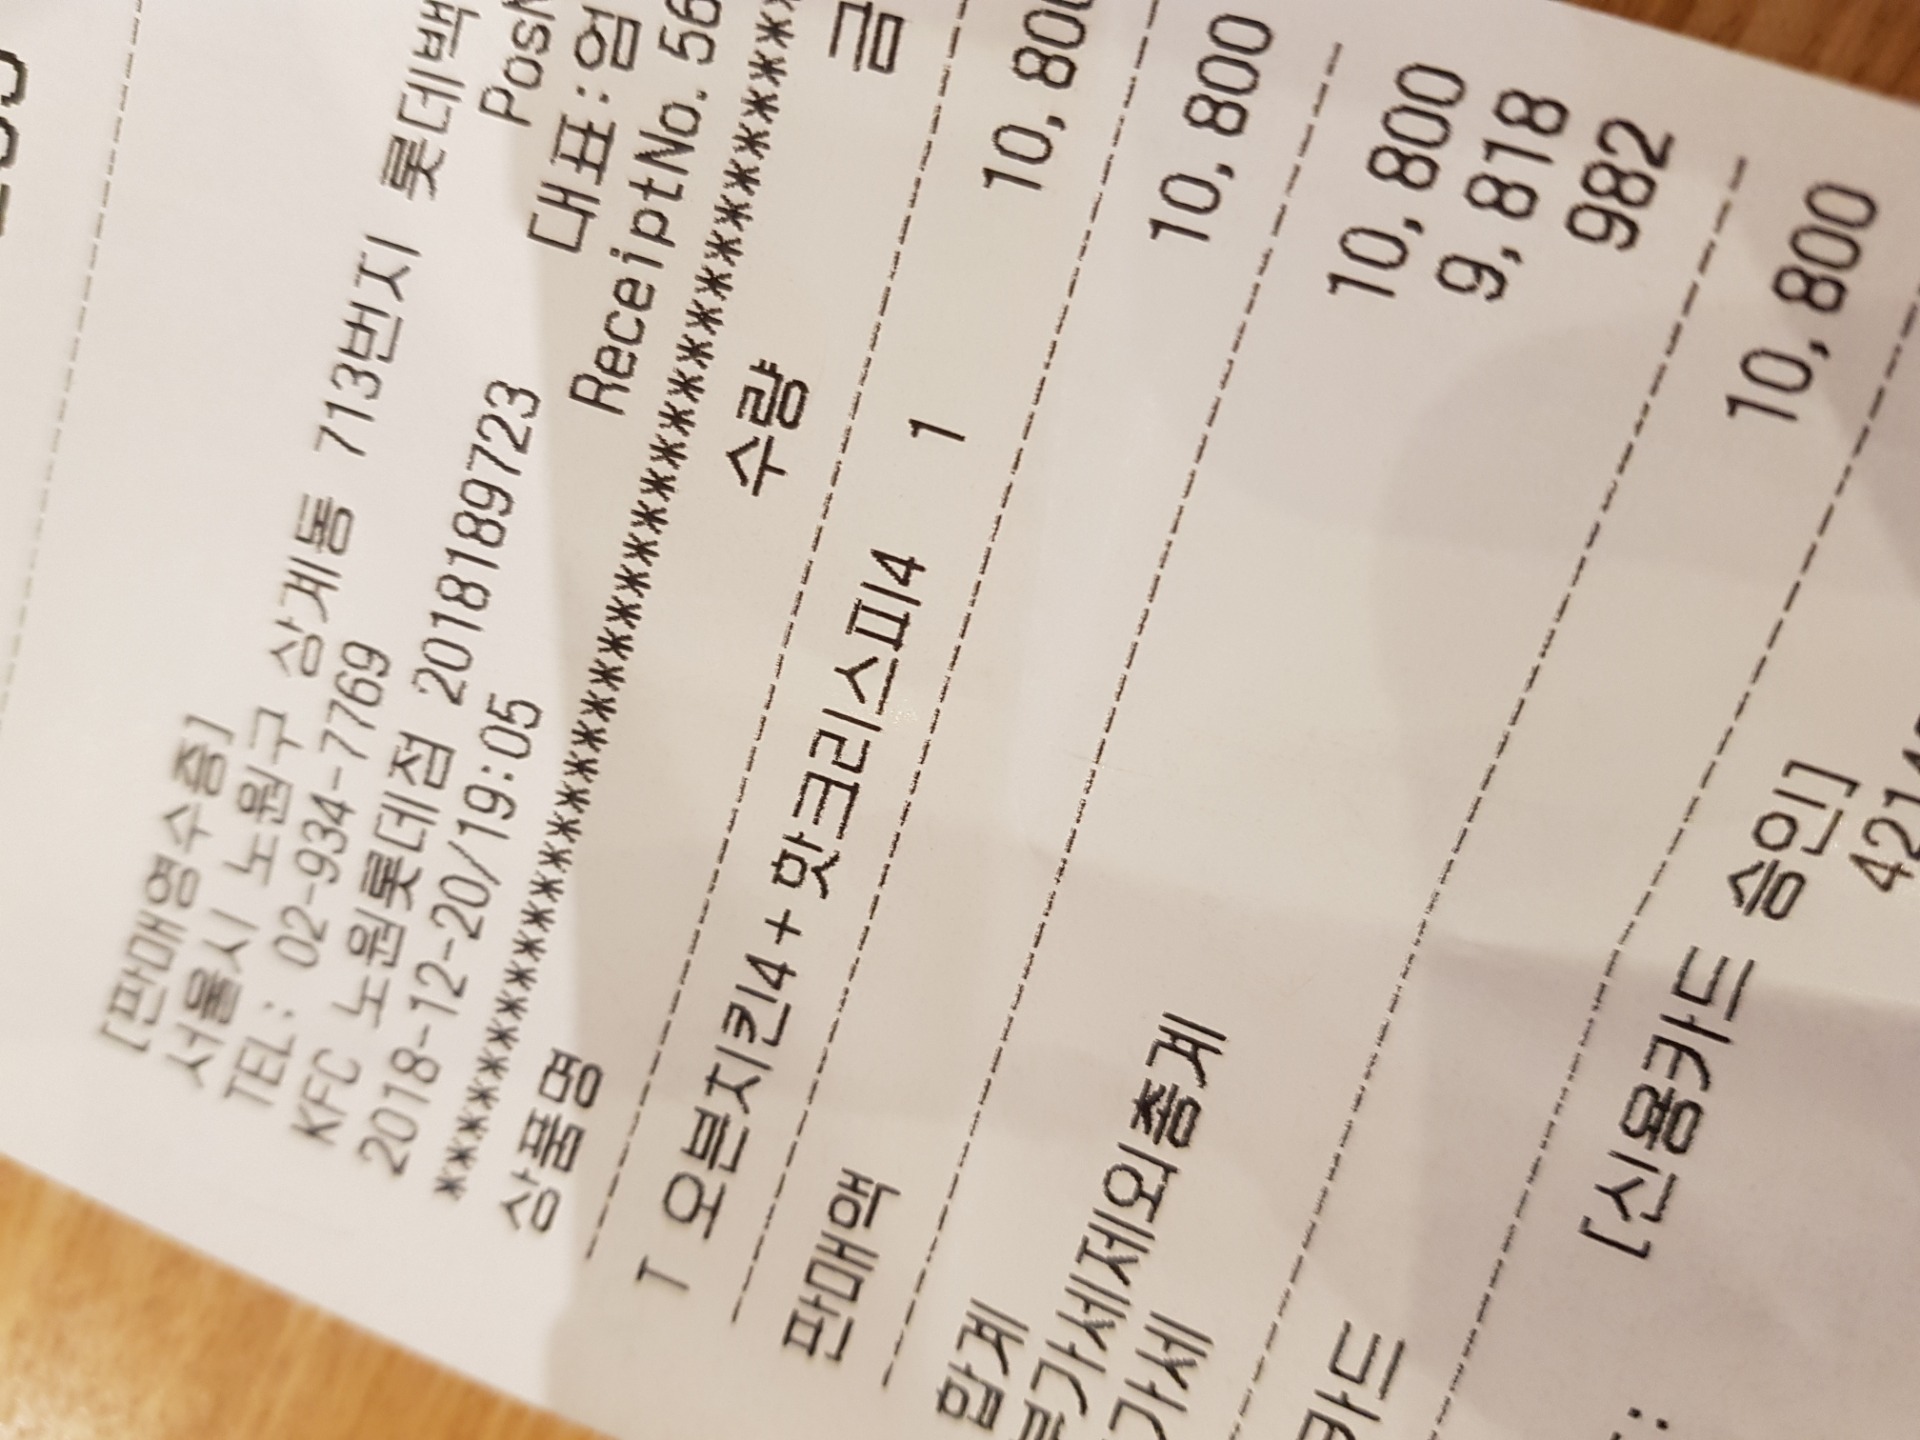 [판매영수증]
서울시 노원구 상계동 713번지 롯데백
TEL: 02-934-7769
KFC 노원롯데점 2018189723
2018-12-20/19:05
대표:엄
ReceiptNo. 56
상품명 수량 금
T 오븐치킨4+핫크리스피4 1 10,800
판매액 10,800
합계 10,800
부가세제외총계 9,818
가세 982
카드 10,800
[신용카드 승인]